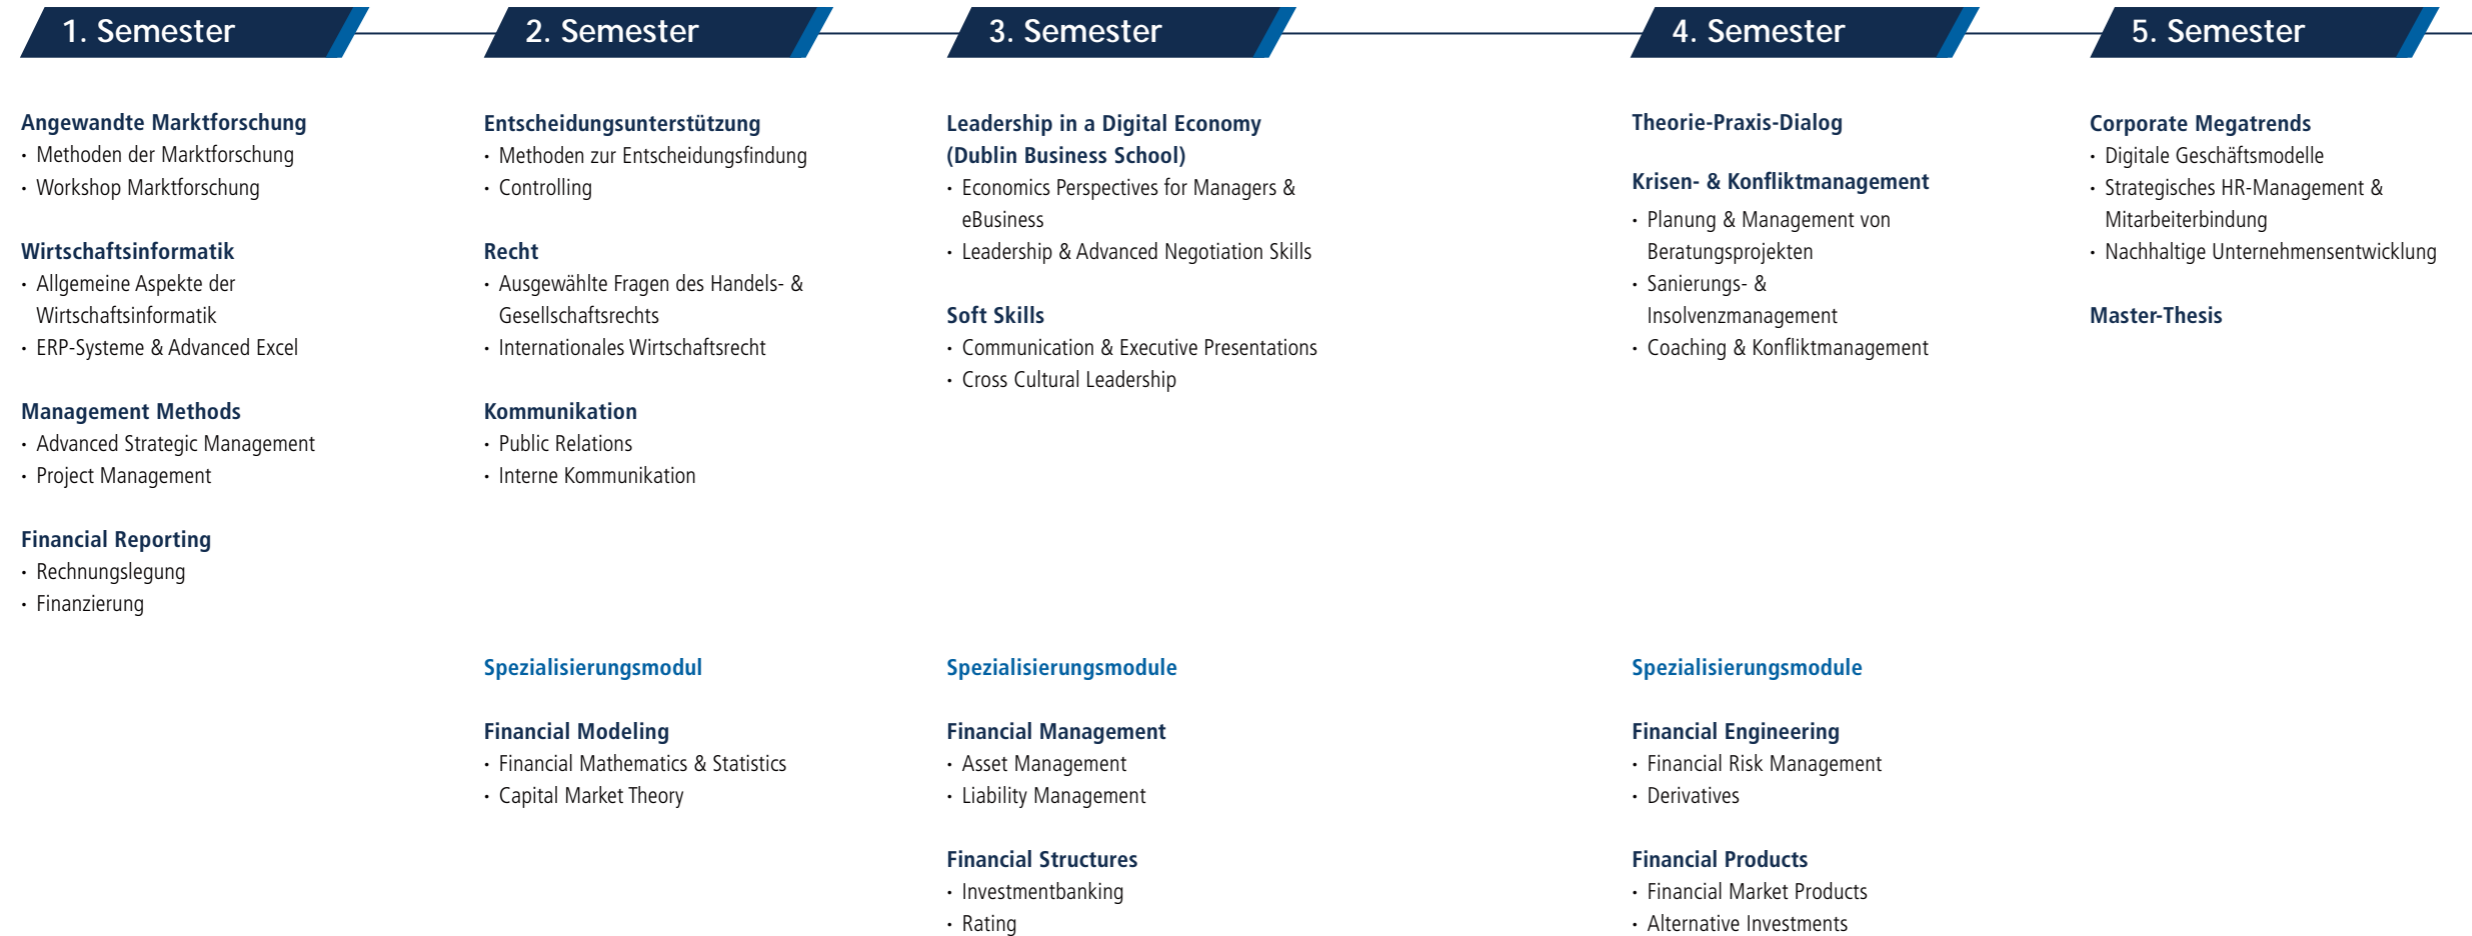 1. Semester
Angewandte Marktforschung
· Methoden der Marktforschung
· Workshop Marktforschung
Wirtschaftsinformatik
· Allgemeine Aspekte der
Wirtschaftsinformatik
· ERP-Systeme & Advanced Excel
Management Methods
· Advanced Strategic Management
· Project Management
Financial Reporting
· Rechnungslegung
· Finanzierung
2. Semester
Entscheidungsunterstützung
· Methoden zur Entscheidungsfindung
· Controlling
Recht
· Ausgewählte Fragen des Handels- &
Gesellschaftsrechts
· Internationales Wirtschaftsrecht
Kommunikation
· Public Relations
· Interne Kommunikation
Spezialisierungsmodul
Financial Modeling
· Financial Mathematics & Statistics
· Capital Market Theory
3. Semester
Leadership in a Digital Economy
(Dublin Business School)
· Economics Perspectives for Managers &
eBusiness
· Leadership & Advanced Negotiation Skills
Soft Skills
· Communication & Executive Presentations
· Cross Cultural Leadership
Spezialisierungsmodule
Financial Management
· Asset Management
· Liability Management
Financial Structures
· Investmentbanking
· Rating
4. Semester
Theorie-Praxis-Dialog
Krisen- & Konfliktmanagement
· Planung & Management von
Beratungsprojekten
· Sanierungs- &
Insolvenzmanagement
· Coaching & Konfliktmanagement
Spezialisierungsmodule
Financial Engineering
· Financial Risk Management
· Derivatives
Financial Products
· Financial Market Products
· Alternative Investments
5. Semester
Corporate Megatrends
· Digitale Geschäftsmodelle
· Strategisches HR-Management &
Mitarbeiterbindung
· Nachhaltige Unternehmensentwicklung
Master-Thesis